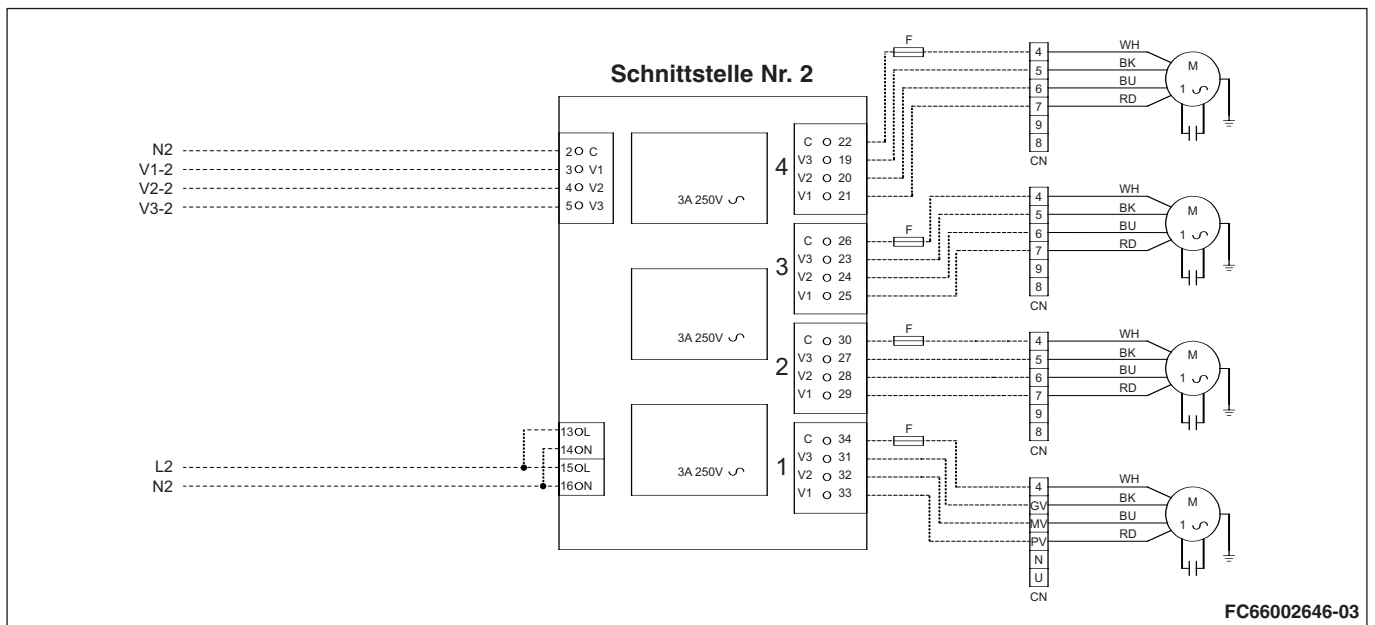 Schnittstelle Nr. 2
N2
V1-2
V2-2
V3-2
2 C
3 V1
4 V2
5 V3
L2
N2
13 L
14 N
15 L
16 N
3A 250V
3A 250V
3A 250V
4
C 22
V3 19
V2 20
V1 21
3
C 26
V3 23
V2 24
V1 25
2
C 30
V3 27
V2 28
V1 29
1
C 34
V3 31
V2 32
V1 33
F
4 WH
5 BK
6 BU
7 RD
9
8
CN
M
1
F
4 WH
5 BK
6 BU
7 RD
9
8
CN
M
1
F
4 WH
5 BK
6 BU
7 RD
9
8
CN
M
1
F
4 WH
GV BK
MV BU
PV RD
N
U
CN
M
1
FC66002646-03